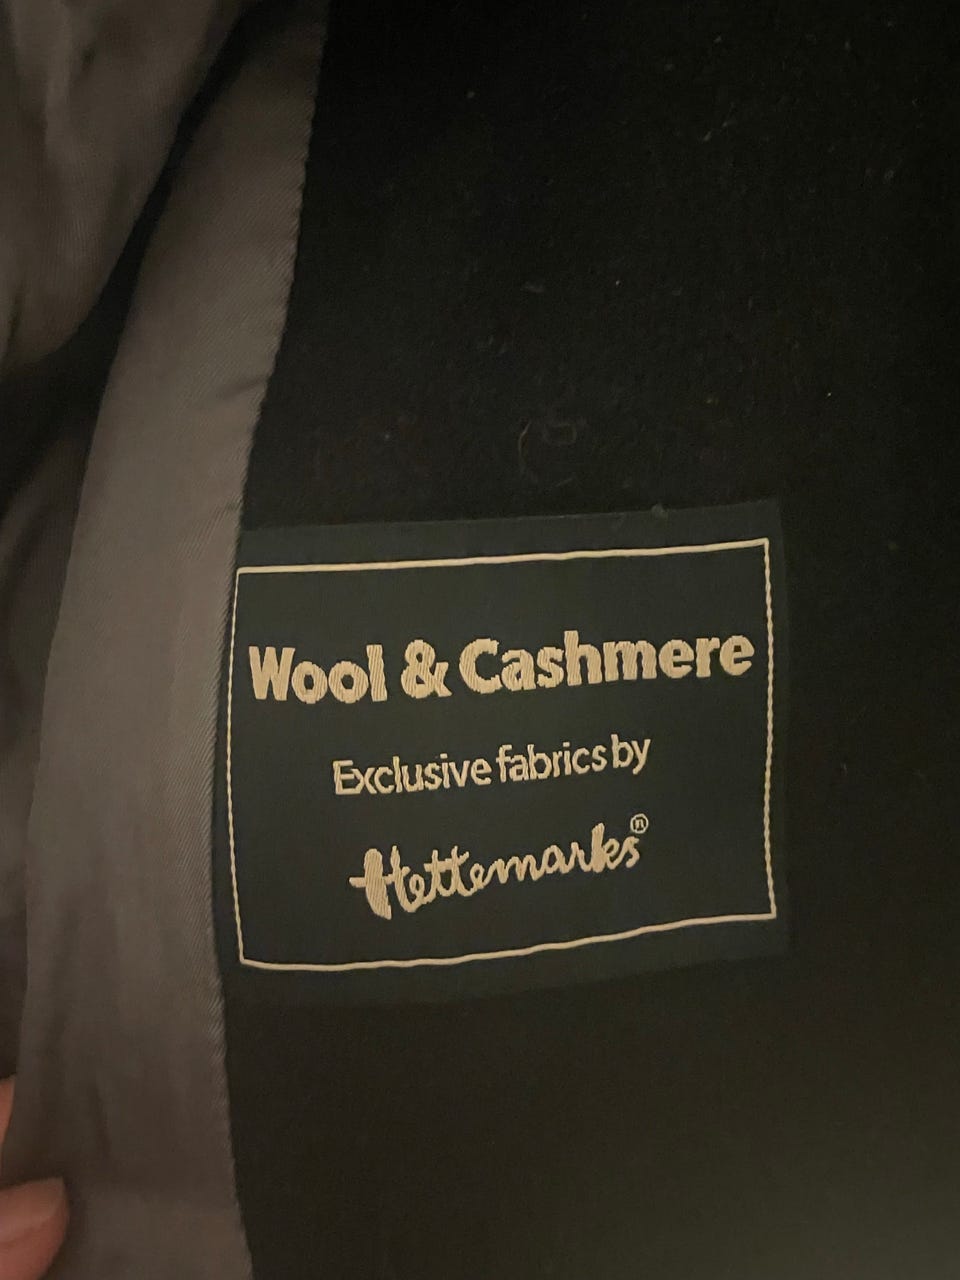 Wool & Cashmere
Exclusive fabrics by
Hettemarks®